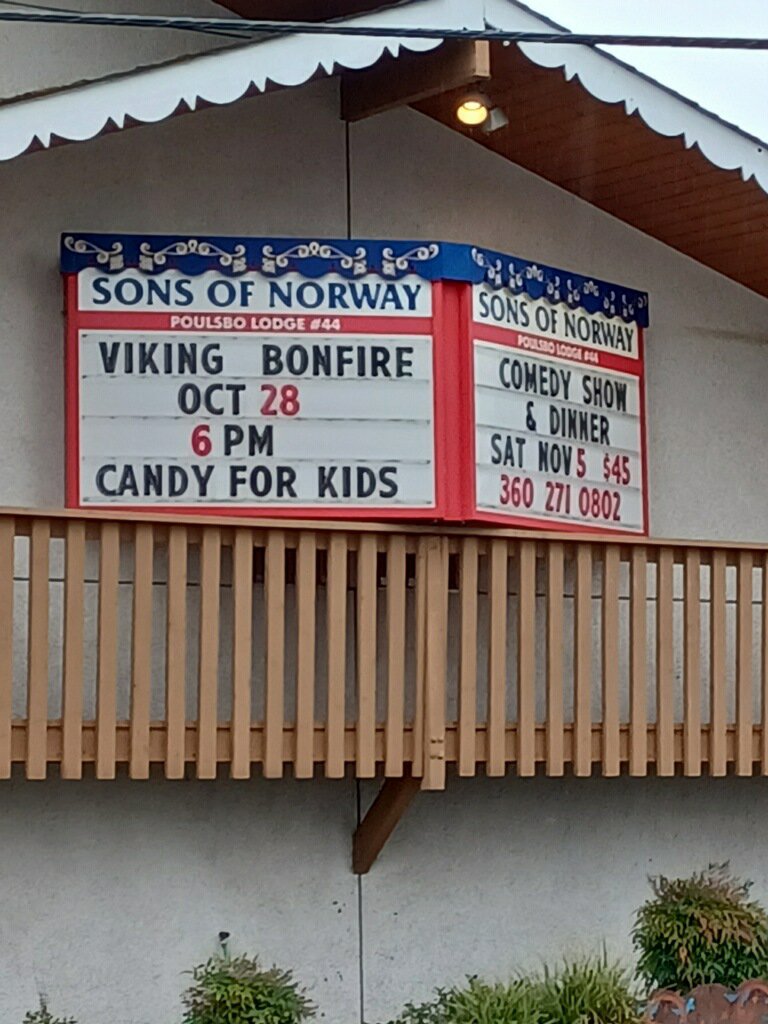 SONS OF NORWAY
POULSBO LODGE #44
VIKING BONFIRE
OCT 28
6 PM
CANDY FOR KIDS
SONS OF NORWAY
POULSBO LODGE #44
COMEDY SHOW
& DINNER
SAT NOV 5 $45
360 271 0802